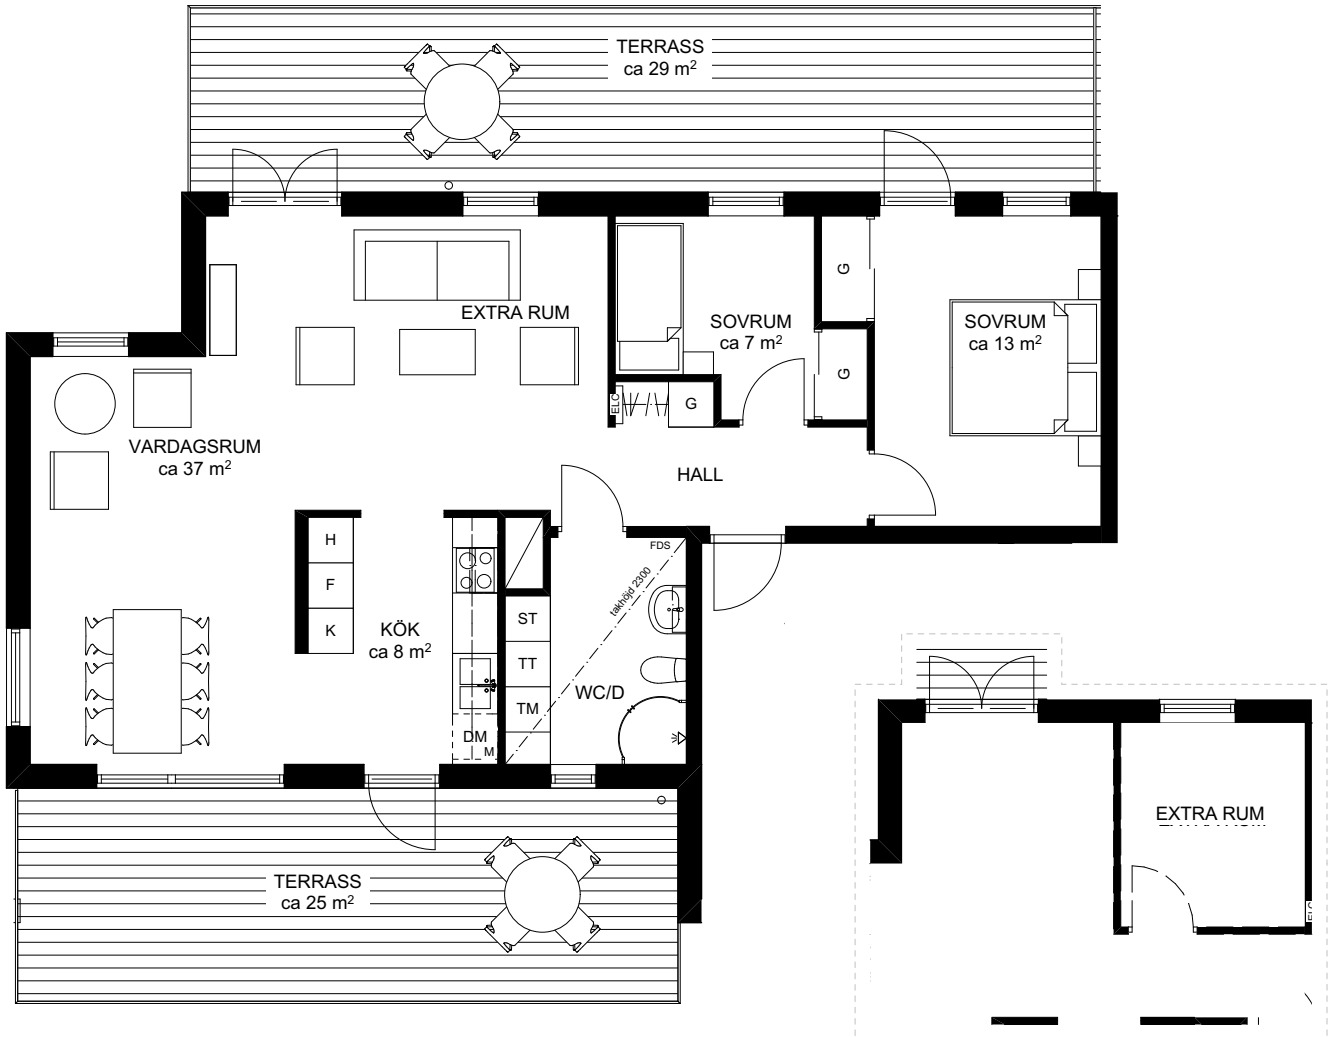 TERRASS
ca 29 m²
EXTRA RUM
SOVRUM
ca 7 m²
G
G
SOVRUM
ca 13 m²
ELC
G
VARDAGSRUM
ca 37 m²
HALL
H
F
K
KÖK
ca 8 m²
FDS
takhöjd 2300
ST
TT
TM
WC/D
DM
M
TERRASS
ca 25 m²
EXTRA RUM
ELC